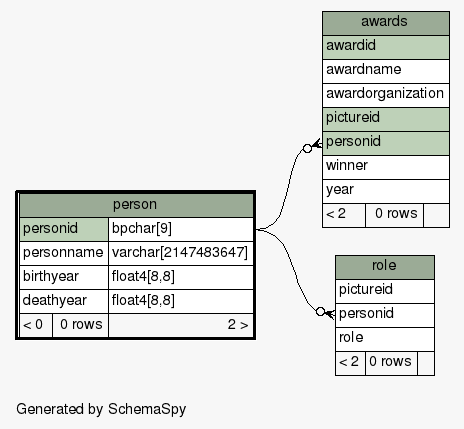 awards
awardid
awardname
awardorganization
pictureid
personid
winner
year
< 2 0 rows
person
personid bpchar[9]
personname varchar[2147483647]
birthyear float4[8,8]
deathyear float4[8,8]
< 0 0 rows 2 >
role
pictureid
personid
role
< 2 0 rows
Generated by SchemaSpy